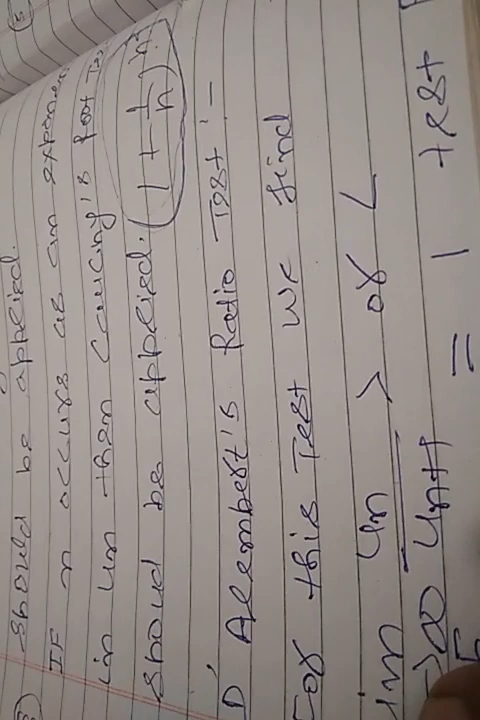 should be applied.
IF n occurs as an exponent
in un then Cauchy's root Test
should be applied. (1 + 1/n)^n
D' Alembert's Ratio Test :-
For this Test we find
lim un/un+1 > or <
→∞ = 1 test